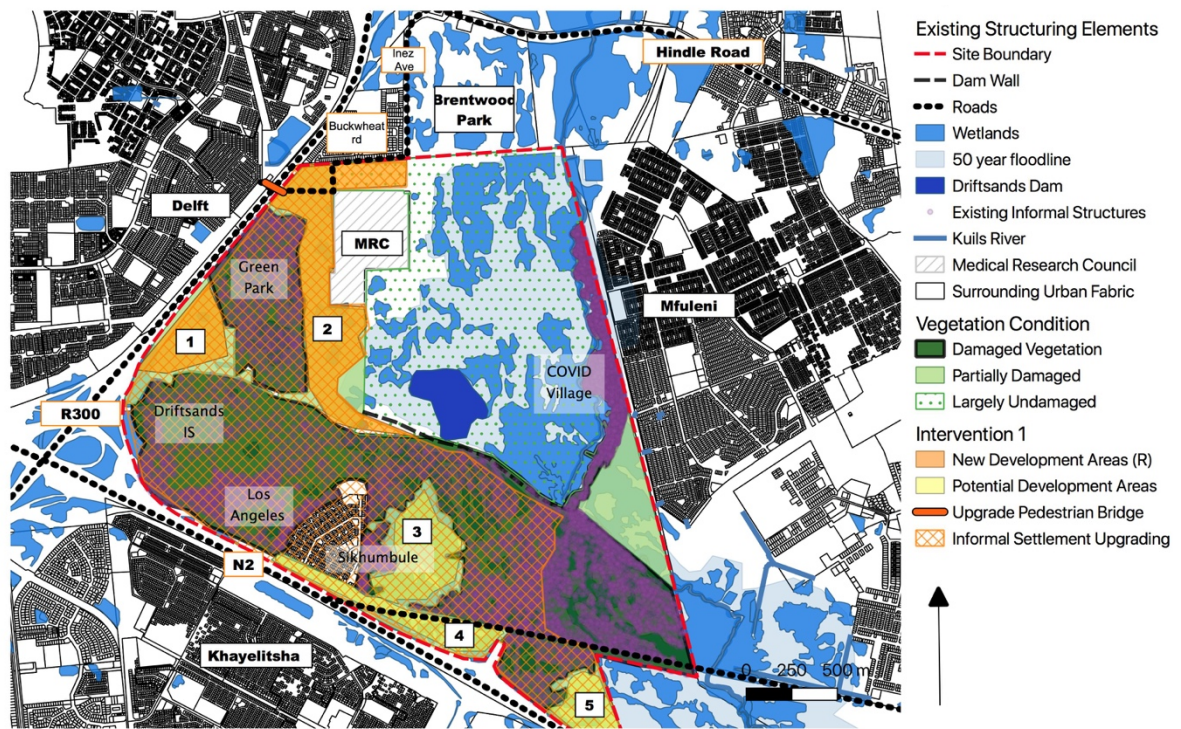 Inez
Ave
Hindle Road
Brentwood
Park
Buckwheat
rd
Delft
MRC
Green
Park
1
2
Mfuleni
COVID
Village
R300
Driftsands
IS
Los
Angeles
3
Sikhumbule
N2
4
Khayelitsha
5
0 250 500 m
Existing Structuring Elements
Site Boundary
Dam Wall
Roads
Wetlands
50 year floodline
Driftsands Dam
Existing Informal Structures
Kuils River
Medical Research Council
Surrounding Urban Fabric
Vegetation Condition
Damaged Vegetation
Partially Damaged
Largely Undamaged
Intervention 1
New Development Areas (R)
Potential Development Areas
Upgrade Pedestrian Bridge
Informal Settlement Upgrading